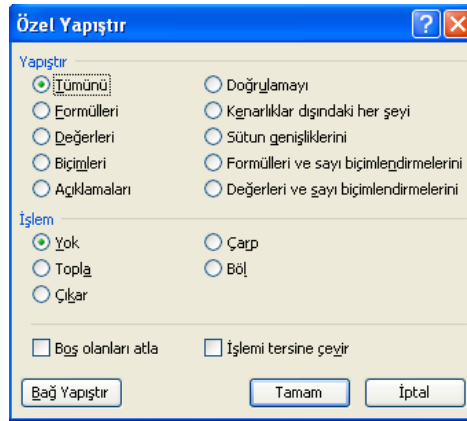 Özel Yapıştır
Yapıştır
Tümünü
Doğrulamayı
Formülleri
Kenarlıklar dışındaki her şeyi
Değerleri
Sütun genişliklerini
Biçimleri
Formülleri ve sayı biçimlendirmelerini
Açıklamaları
Değerleri ve sayı biçimlendirmelerini
İşlem
Yok
Çarp
Topla
Böl
Çıkar
Boş olanları atla
İşlemi tersine çevir
Bağ Yapıştır
Tamam
İptal